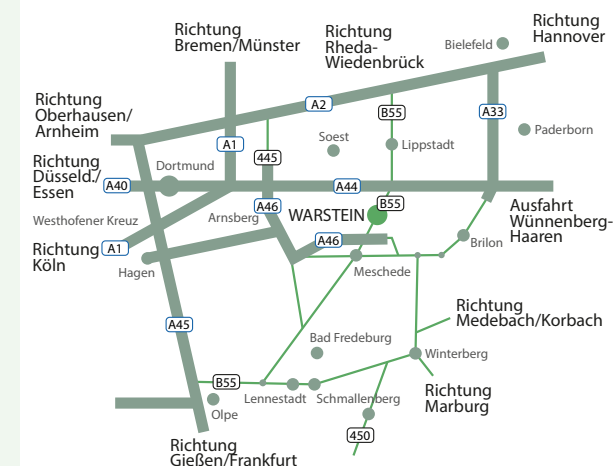 Richtung
Bremen/Münster
Richtung
Rheda-
Wiedenbrück
Bielefeld
Richtung
Hannover
Richtung
Oberhausen/
Arnheim
A2
B55
A33
Paderborn
A1
Soest
Lippstadt
445
Richtung
Düsseld./
Essen
Dortmund
A40
A44
Westhofener Kreuz
Arnsberg
A46
WARSTEIN
B55
Ausfahrt
Wünnenberg-
Haaren
A1
Richtung
Köln
Hagen
A46
Brilon
Meschede
A45
Richtung
Medebach/Korbach
Bad Fredeburg
Winterberg
B55
Lennestadt
Schmallenberg
Richtung
Marburg
Olpe
450
Richtung
Gießen/Frankfurt